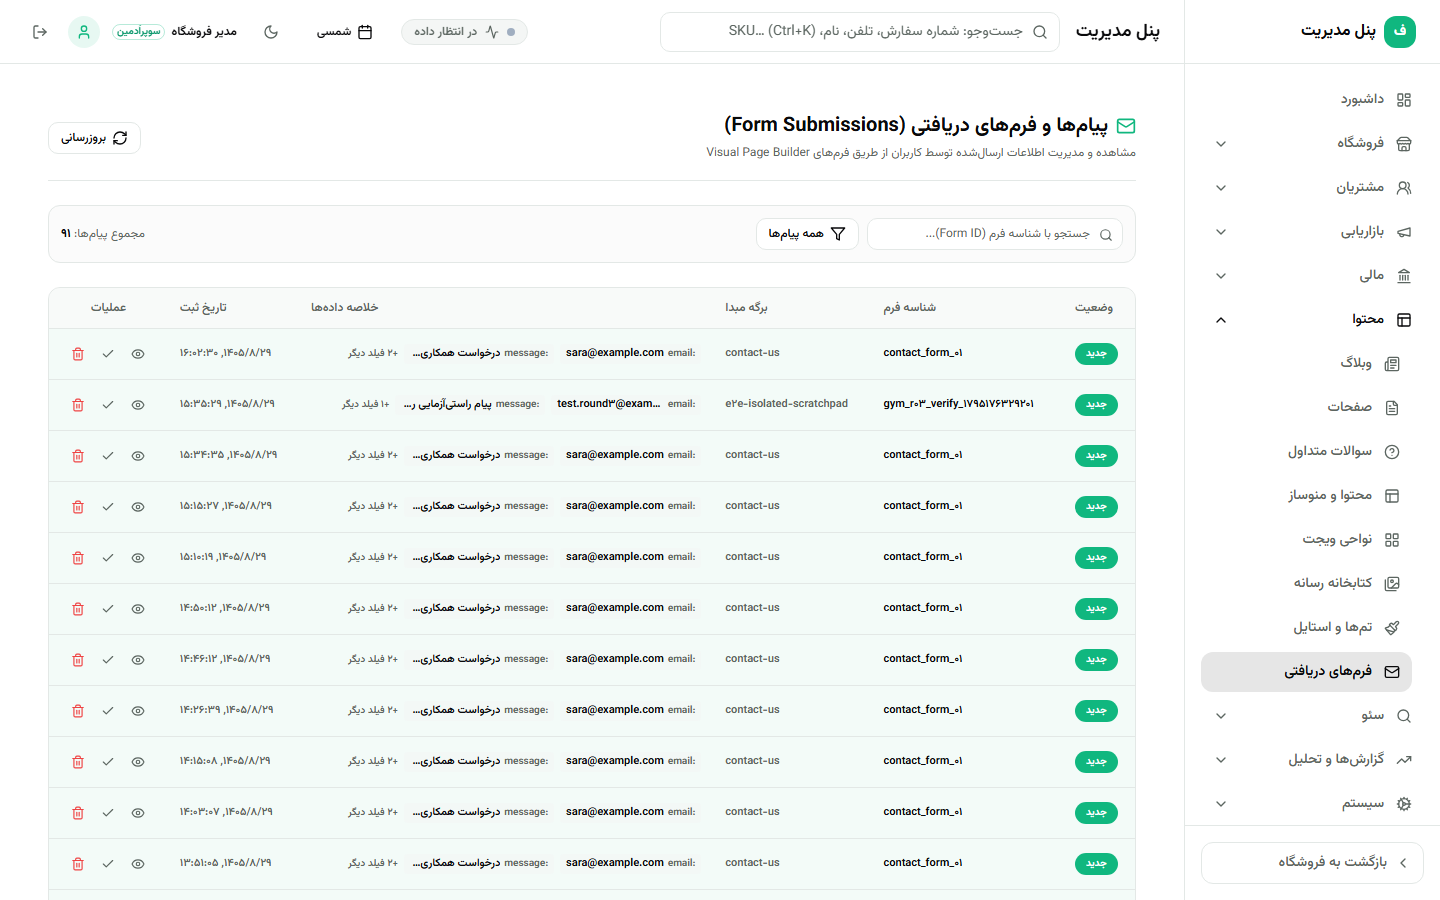 ف پنل مدیریت
داشبورد
فروشگاه
مشتریان
بازاریابی
مالی
محتوا
وبلاگ
صفحات
سوالات متداول
محتوا و منوساز
نواحی ویجت
کتابخانه رسانه
تم‌ها و استایل
فرم‌های دریافتی
سئو
گزارش‌ها و تحلیل
سیستم
بازگشت به فروشگاه
پنل مدیریت
جست‌وجو: شماره سفارش، تلفن، نام، SKU... (Ctrl+K)
در انتظار داده
شمسی
مدیر فروشگاه سوپرادمین
پیام‌ها و فرم‌های دریافتی (Form Submissions)
مشاهده و مدیریت اطلاعات ارسال‌شده توسط کاربران از طریق فرم‌های Visual Page Builder
بروزرسانی
جستجو با شناسه فرم (Form ID)...
همه پیام‌ها
مجموع پیام‌ها: ۹۱
وضعیت شناسه فرم برگه مبدا خلاصه داده‌ها تاریخ ثبت عملیات
جدید contact_form_۰۱ contact-us email: sara@example.com message: درخواست همکاری... +۲ فیلد دیگر ۱۴۰۵/۸/۲۹, ۱۶:۰۲:۳۰
جدید gym_r۰۳_verify_۱۷۹۵۱۷۶۳۲۹۲۰۱ e۲e-isolated-scratchpad email: test.round۳@exam... message: پیام راستی‌آزمایی ر... +۱ فیلد دیگر ۱۴۰۵/۸/۲۹, ۱۵:۳۵:۲۹
جدید contact_form_۰۱ contact-us email: sara@example.com message: درخواست همکاری... +۲ فیلد دیگر ۱۴۰۵/۸/۲۹, ۱۵:۳۴:۳۵
جدید contact_form_۰۱ contact-us email: sara@example.com message: درخواست همکاری... +۲ فیلد دیگر ۱۴۰۵/۸/۲۹, ۱۵:۱۵:۲۷
جدید contact_form_۰۱ contact-us email: sara@example.com message: درخواست همکاری... +۲ فیلد دیگر ۱۴۰۵/۸/۲۹, ۱۵:۱۰:۱۹
جدید contact_form_۰۱ contact-us email: sara@example.com message: درخواست همکاری... +۲ فیلد دیگر ۱۴۰۵/۸/۲۹, ۱۴:۵۰:۱۲
جدید contact_form_۰۱ contact-us email: sara@example.com message: درخواست همکاری... +۲ فیلد دیگر ۱۴۰۵/۸/۲۹, ۱۴:۴۶:۱۲
جدید contact_form_۰۱ contact-us email: sara@example.com message: درخواست همکاری... +۲ فیلد دیگر ۱۴۰۵/۸/۲۹, ۱۴:۲۶:۳۹
جدید contact_form_۰۱ contact-us email: sara@example.com message: درخواست همکاری... +۲ فیلد دیگر ۱۴۰۵/۸/۲۹, ۱۴:۱۵:۰۸
جدید contact_form_۰۱ contact-us email: sara@example.com message: درخواست همکاری... +۲ فیلد دیگر ۱۴۰۵/۸/۲۹, ۱۴:۰۳:۰۷
جدید contact_form_۰۱ contact-us email: sara@example.com message: درخواست همکاری... +۲ فیلد دیگر ۱۴۰۵/۸/۲۹, ۱۳:۵۱:۰۵